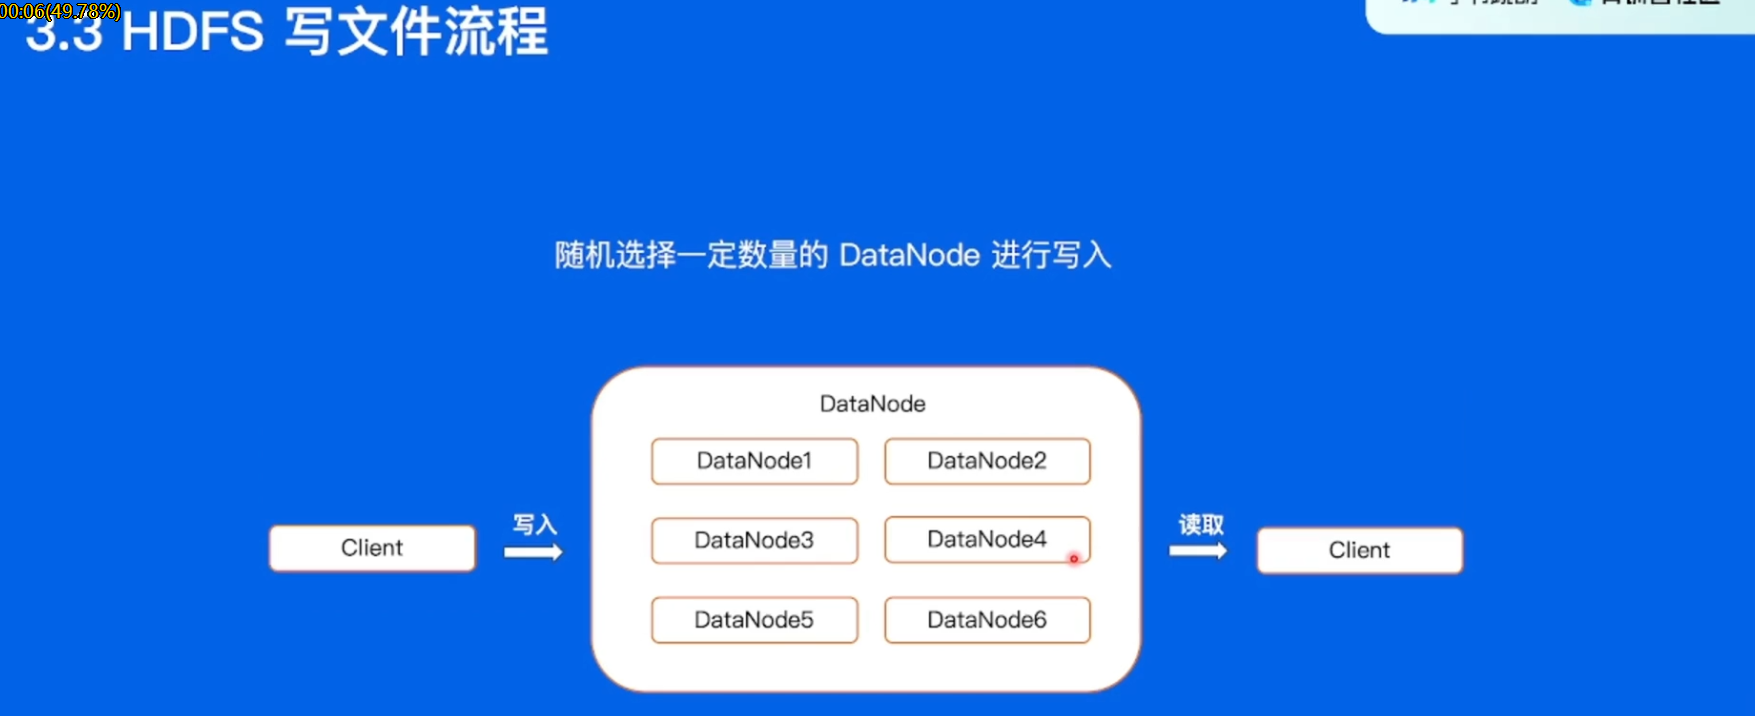 00:06(49.78%)
3.3 HDFS 写文件流程
随机选择一定数量的 DataNode 进行写入
DataNode
DataNode1 DataNode2
写入
读取
Client
DataNode3 DataNode4
Client
DataNode5 DataNode6